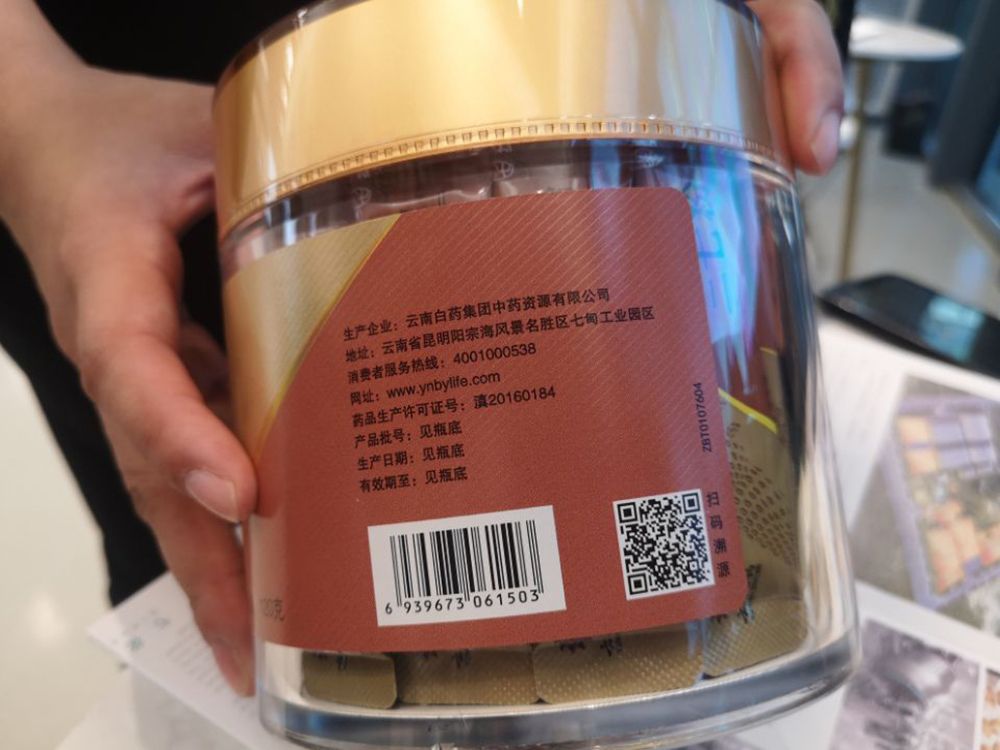 生产企业：云南白药集团中药资源有限公司
地址：云南省昆明阳宗海风景名胜区七甸工业园区
消费者服务热线：4001000538
网址：www.ynbylife.com
药品生产许可证号：滇20160184
产品批号：见瓶底
生产日期：见瓶底
有效期至：见瓶底
6 939673 061503
扫码溯源
ZBT0107604